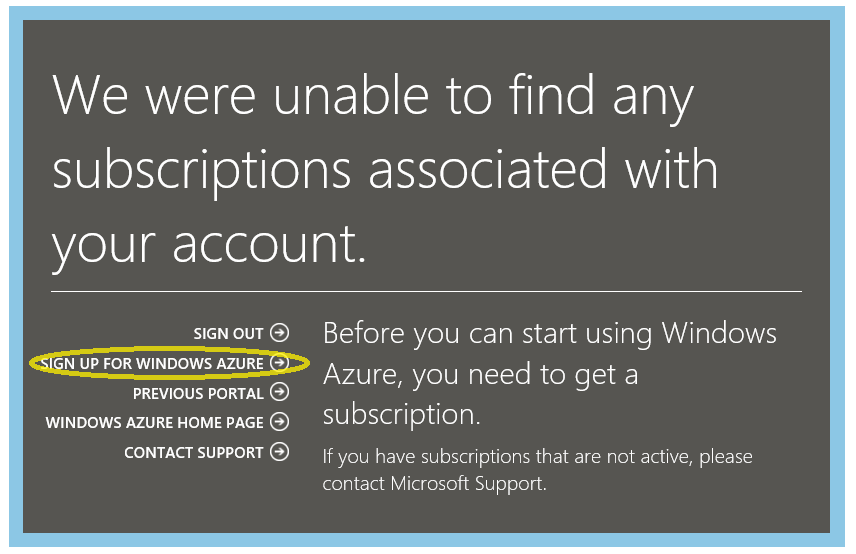 We were unable to find any
subscriptions associated with
your account.
SIGN OUT
SIGN UP FOR WINDOWS AZURE
PREVIOUS PORTAL
WINDOWS AZURE HOME PAGE
CONTACT SUPPORT
Before you can start using Windows
Azure, you need to get a
subscription.
If you have subscriptions that are not active, please
contact Microsoft Support.